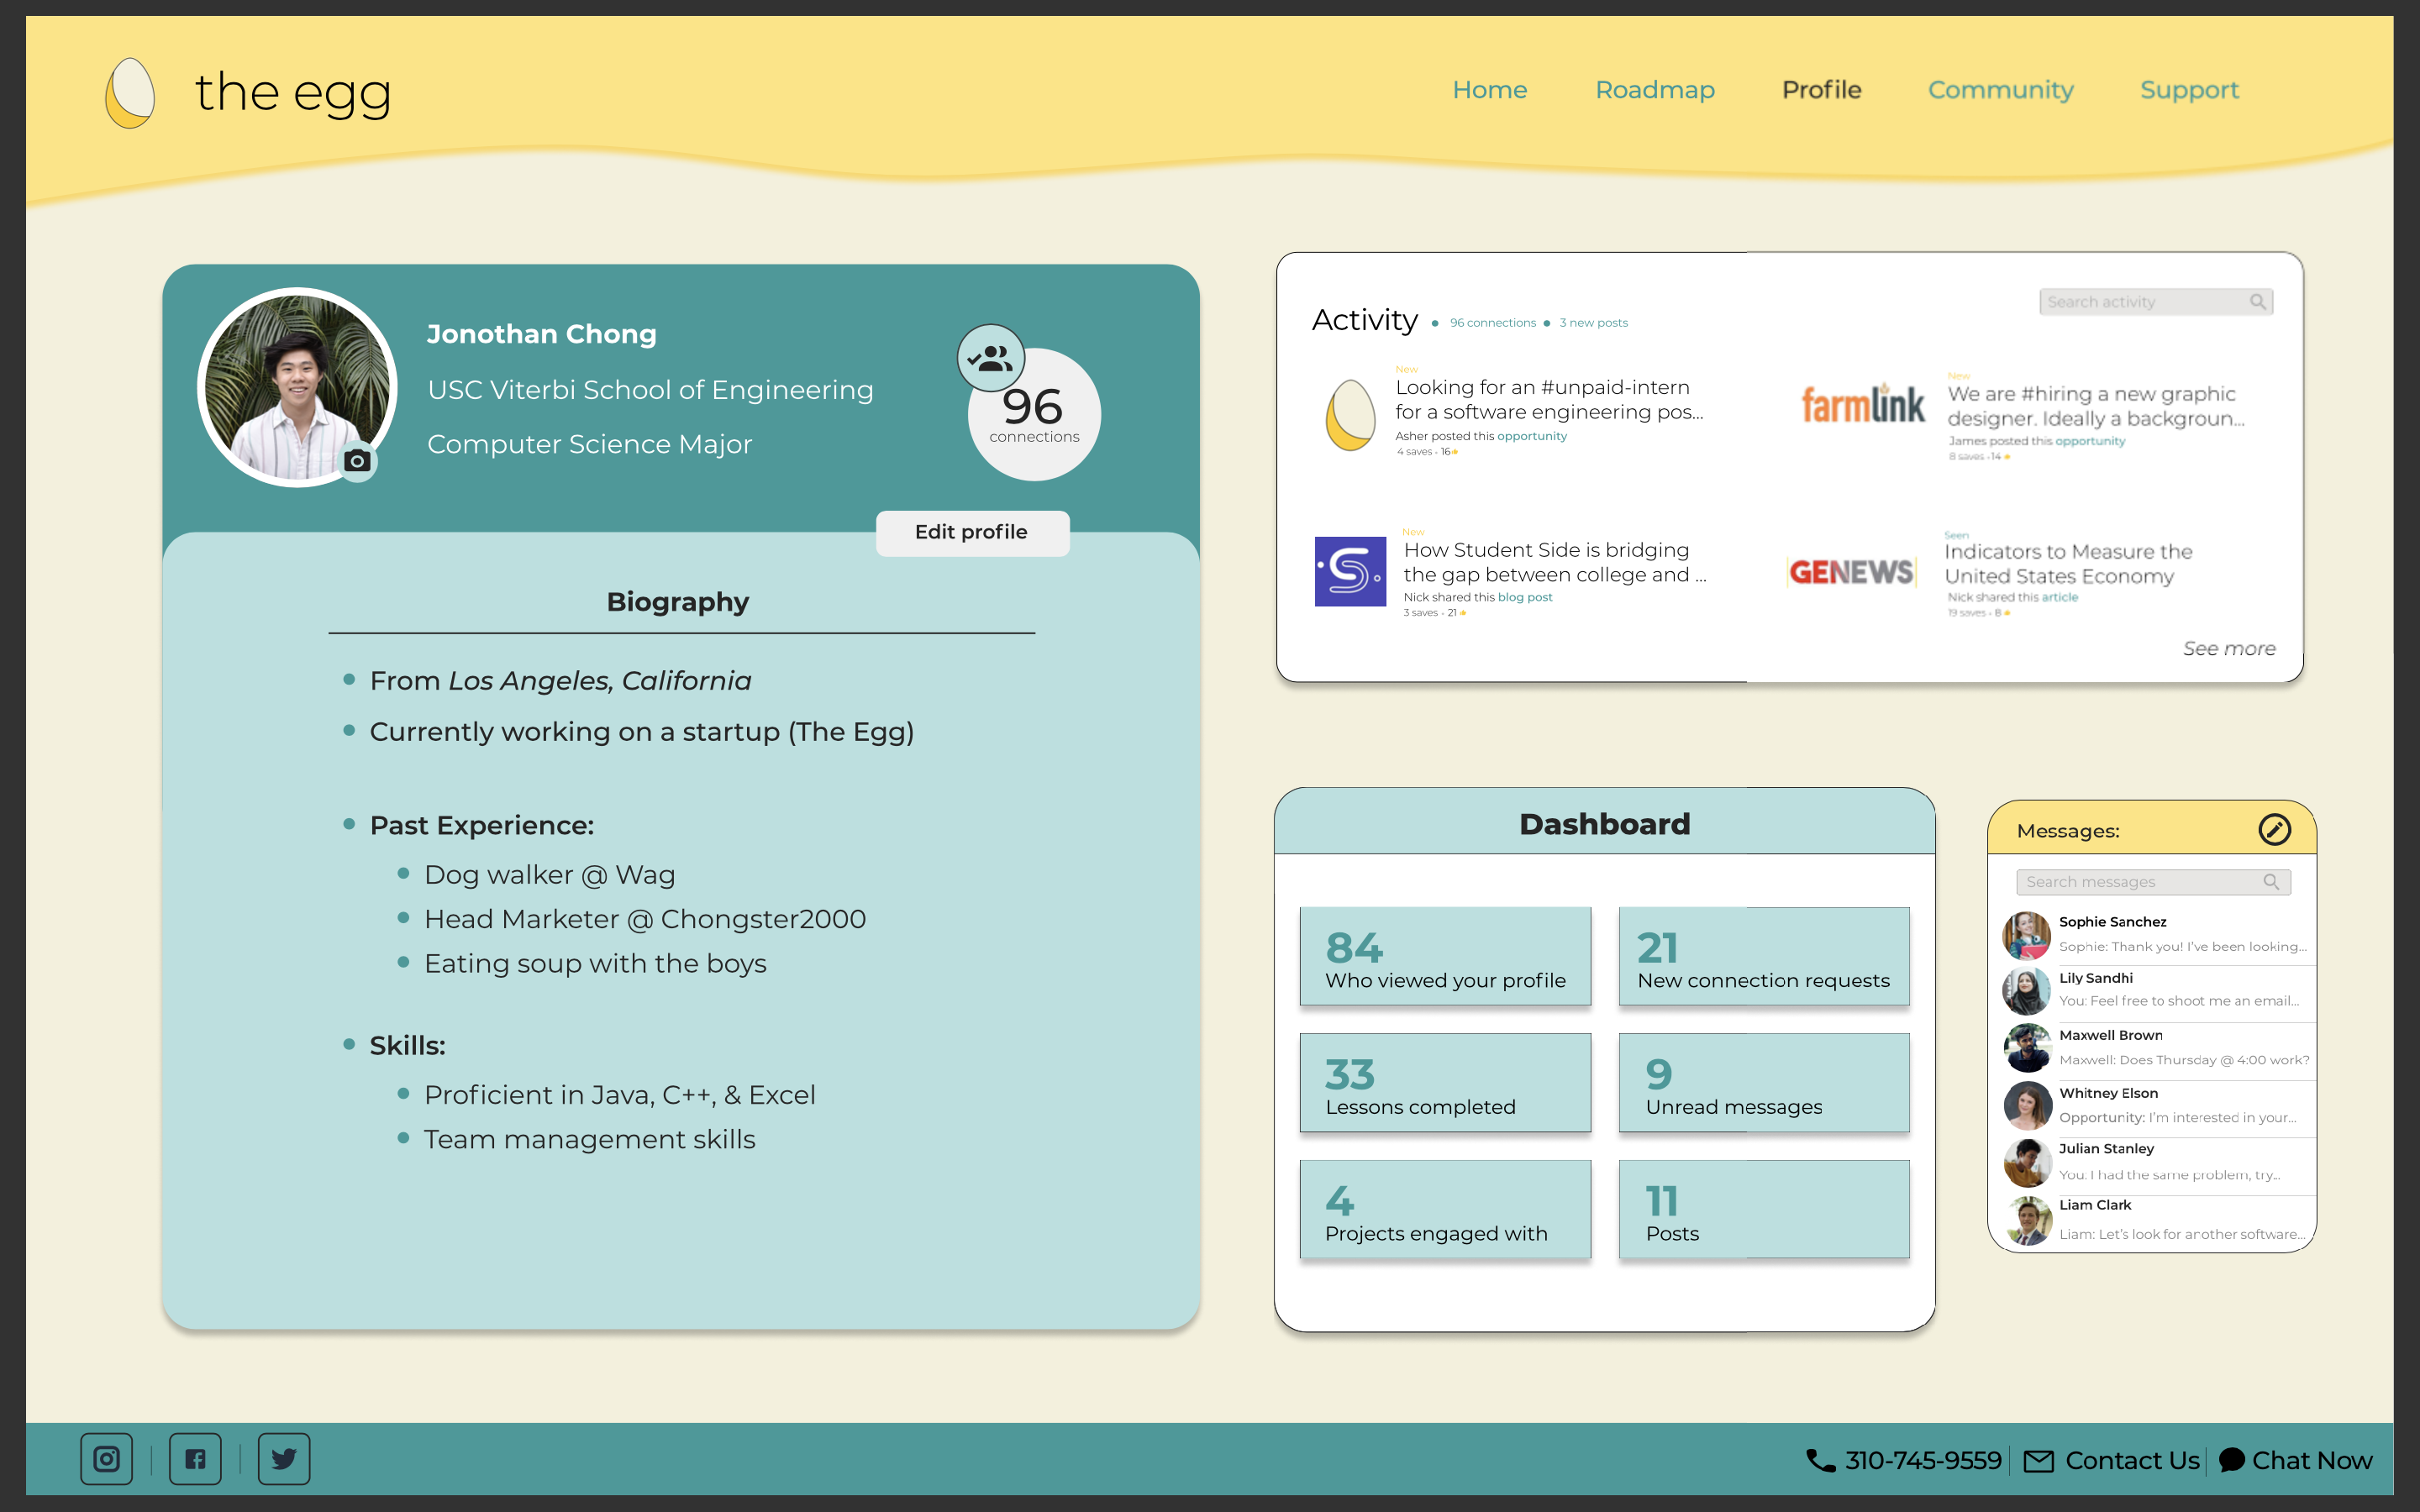 the egg
Home
Roadmap
Profile
Community
Support
Jonothan Chong
USC Viterbi School of Engineering
Computer Science Major
96
connections
Edit profile
Biography
From Los Angeles, California
Currently working on a startup (The Egg)
Past Experience:
Dog walker @ Wag
Head Marketer @ Chongster2000
Eating soup with the boys
Skills:
Proficient in Java, C++, & Excel
Team management skills
Activity
96 connections
3 new posts
Search activity
New
Looking for an #unpaid-intern
for a software engineering pos...
Asher posted this opportunity
4 saves - 16
farmlink
New
We are #hiring a new graphic
designer. Ideally a backgroun...
James posted this opportunity
8 saves - 14
S
New
How Student Side is bridging
the gap between college and ...
Nick shared this blog post
3 saves - 21
GENEWS
Seen
Indicators to Measure the
United States Economy
Nick shared this article
19 saves - 8
See more
Dashboard
84
Who viewed your profile
21
New connection requests
33
Lessons completed
9
Unread messages
4
Projects engaged with
11
Posts
Messages:
Search messages
Sophie Sanchez
Sophie: Thank you! I've been looking...
Lily Sandhi
You: Feel free to shoot me an email...
Maxwell Brown
Maxwell: Does Thursday @ 4:00 work?
Whitney Elson
Opportunity: I'm interested in your...
Julian Stanley
You: I had the same problem, try...
Liam Clark
Liam: Let's look for another software...
310-745-9559
Contact Us
Chat Now